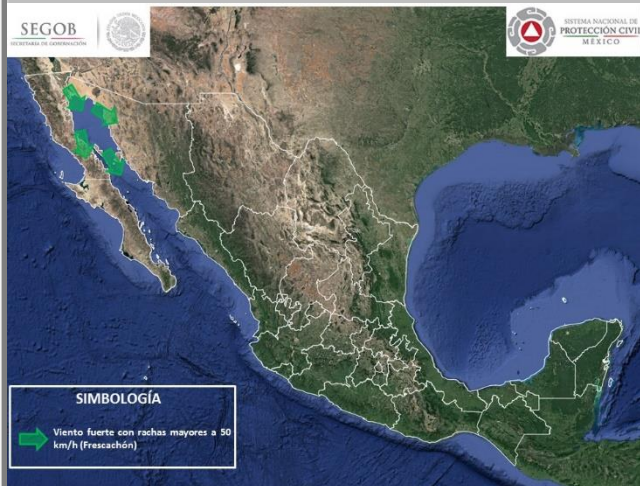 SEGOB
SECRETARÍA DE GOBERNACIÓN
SISTEMA NACIONAL DE
PROTECCIÓN CIVIL
MÉXICO
SIMBOLOGÍA
Viento fuerte con rachas mayores a 50
km/h (Frescachón)